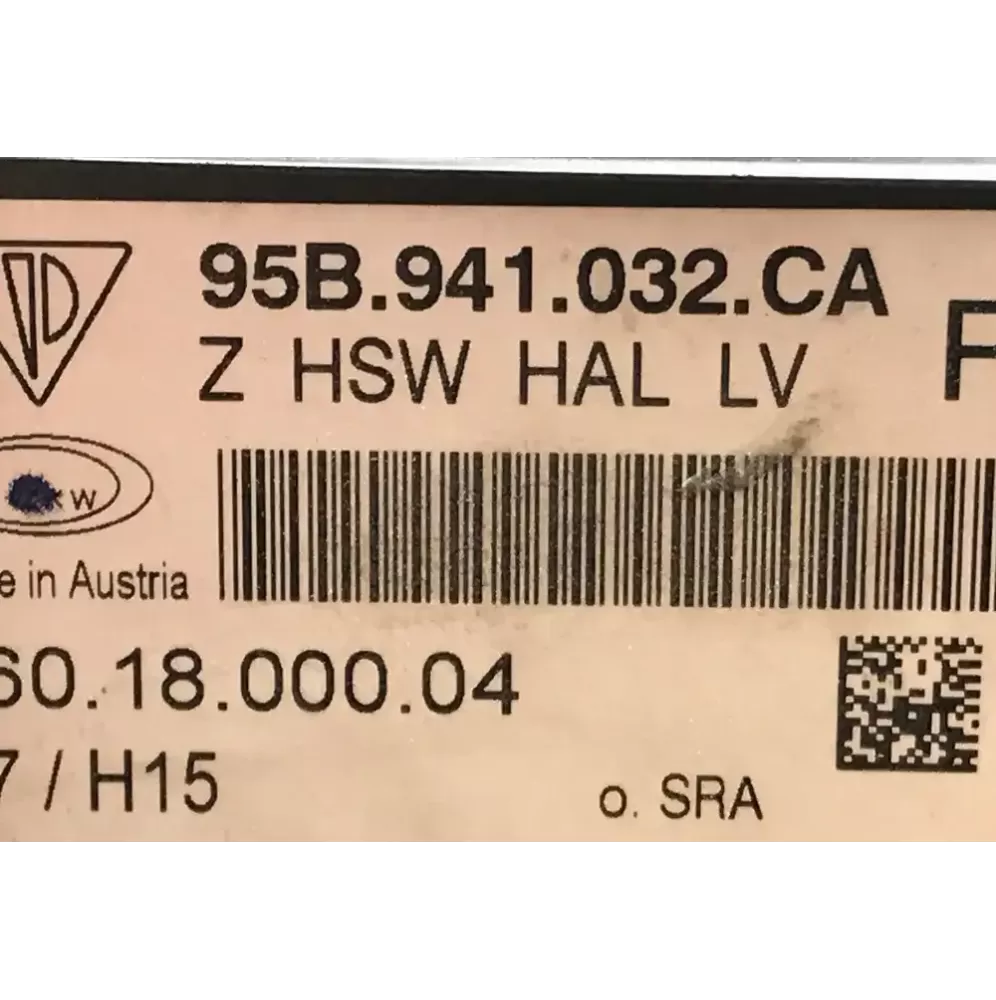 95B.941.032.CA
Z HSW HAL LV
in Austria
60.18.000.04
7 / H15
o. SRA